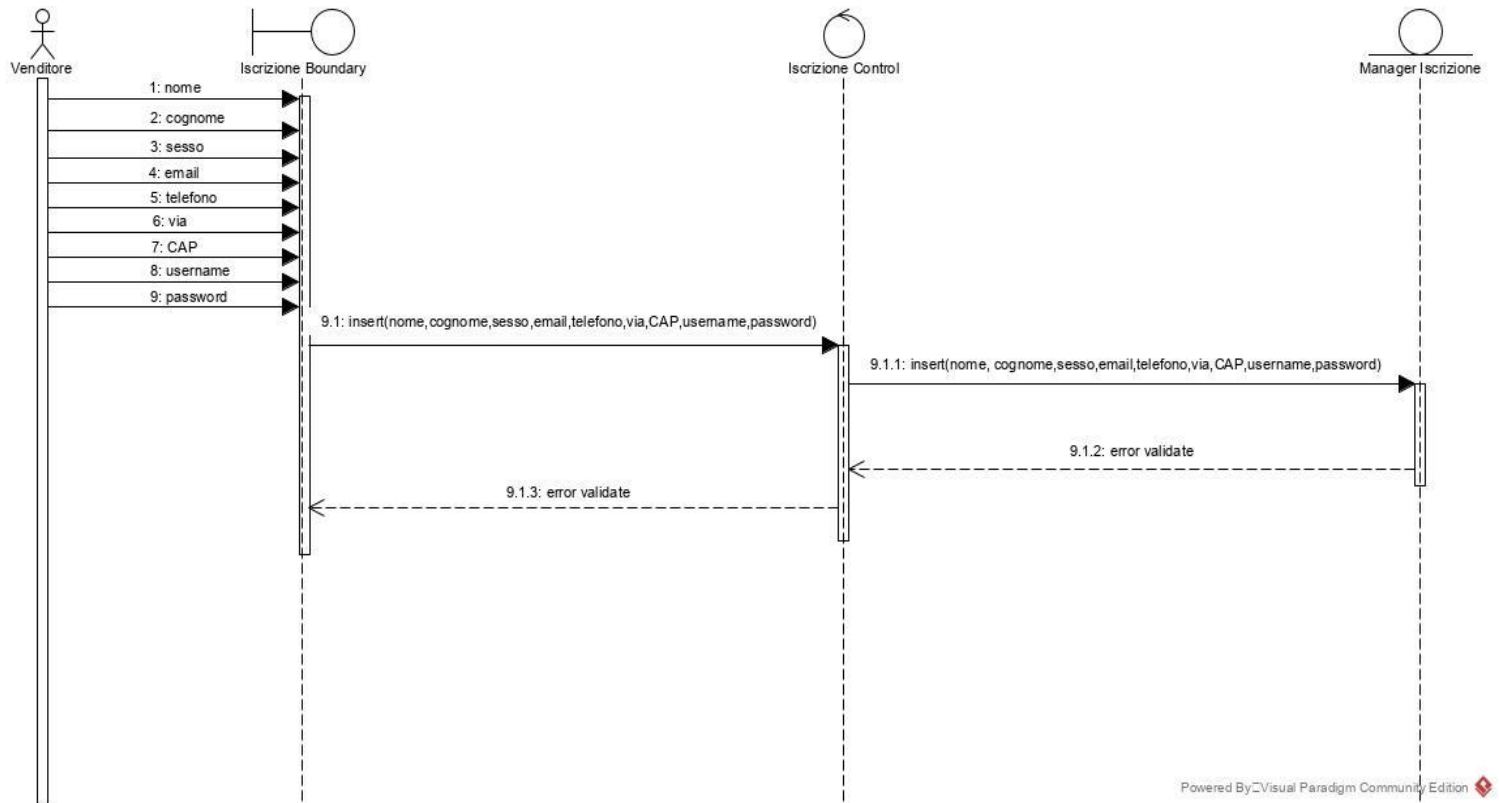 Venditore
Iscrizione Boundary
Iscrizione Control
Manager Iscrizione
1: nome
2: cognome
3: sesso
4: email
5: telefono
6: via
7: CAP
8: username
9: password
9.1: insert(nome,cognome,sesso,email,telefono,via,CAP,username,password)
9.1.1: insert(nome, cognome,sesso,email,telefono,via,CAP,username,password)
9.1.2: error validate
9.1.3: error validate
Powered By Visual Paradigm Community Edition